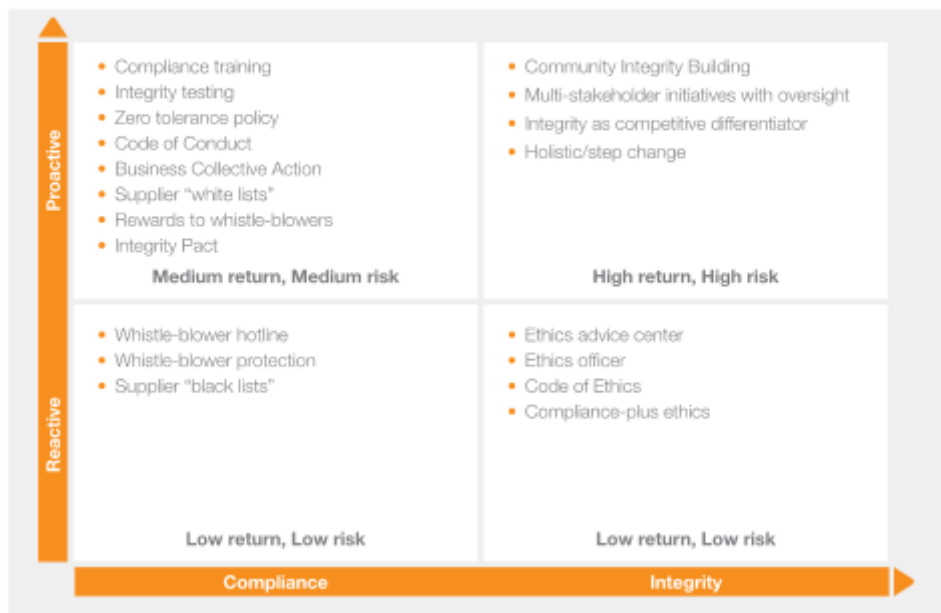 Proactive
• Compliance training
• Integrity testing
• Zero tolerance policy
• Code of Conduct
• Business Collective Action
• Supplier “white lists”
• Rewards to whistle-blowers
• Integrity Pact
Medium return, Medium risk
• Community Integrity Building
• Multi-stakeholder initiatives with oversight
• Integrity as competitive differentiator
• Holistic/step change
High return, High risk
Reactive
• Whistle-blower hotline
• Whistle-blower protection
• Supplier “black lists”
Low return, Low risk
• Ethics advice center
• Ethics officer
• Code of Ethics
• Compliance-plus ethics
Low return, Low risk
Compliance
Integrity